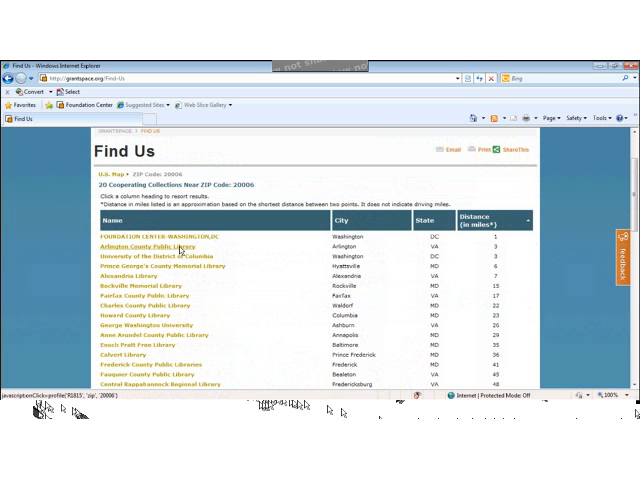 Find Us - Windows Internet Explorer
http://grantspace.org/Find-Us
Bing
Convert Select
Favorites Foundation Center Suggested Sites Web Slice Gallery
Find Us
Page Safety Tools
GRANTSPACE FIND US
Find Us
Email Print ShareThis
U.S. Map ZIP Code: 20006
20 Cooperating Collections Near ZIP Code: 20006
Click a column heading to resort results.
*Distance in miles listed is an approximation based on the shortest distance between two points. It does not indicate driving miles.
Name City State Distance (in miles*)
FOUNDATION CENTER-WASHINGTON,DC Washington DC 1
Arlington County Public Library Arlington VA 3
University of the District of Columbia Washington DC 3
Prince George's County Memorial Library Hyattsville MD 6
Alexandria Library Alexandria VA 7
Rockville Memorial Library Rockville MD 15
Fairfax County Public Library Fairfax VA 17
Charles County Public Library Waldorf MD 22
Howard County Library Columbia MD 23
George Washington University Ashburn VA 26
Anne Arundel County Public Library Annapolis MD 29
Enoch Pratt Free Library Baltimore MD 35
Calvert Library Prince Frederick MD 36
Frederick County Public Libraries Frederick MD 41
Fauquier County Public Library Bealeton VA 45
Central Rappahannock Regional Library Fredericksburg VA 48
feedback
javascript:Click=profile('R1815', 'zip', '20006') Internet | Protected Mode: Off 100%